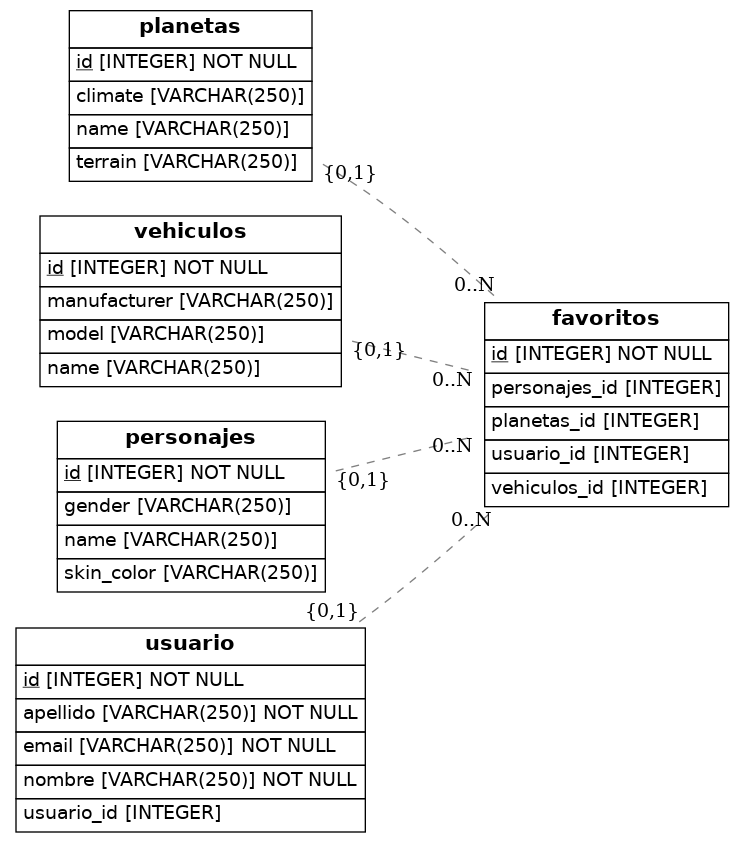 planetas
id [INTEGER] NOT NULL
climate [VARCHAR(250)]
name [VARCHAR(250)]
terrain [VARCHAR(250)]
{0,1}
0..N
vehiculos
id [INTEGER] NOT NULL
manufacturer [VARCHAR(250)]
model [VARCHAR(250)]
name [VARCHAR(250)]
{0,1}
0..N
favoritos
id [INTEGER] NOT NULL
personajes_id [INTEGER]
planetas_id [INTEGER]
usuario_id [INTEGER]
vehiculos_id [INTEGER]
personajes
id [INTEGER] NOT NULL
gender [VARCHAR(250)]
name [VARCHAR(250)]
skin_color [VARCHAR(250)]
0..N
{0,1}
0..N
{0,1}
usuario
id [INTEGER] NOT NULL
apellido [VARCHAR(250)] NOT NULL
email [VARCHAR(250)] NOT NULL
nombre [VARCHAR(250)] NOT NULL
usuario_id [INTEGER]